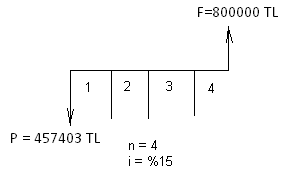 F=800000 TL
1 2 3 4
P = 457403 TL
n = 4
i = %15